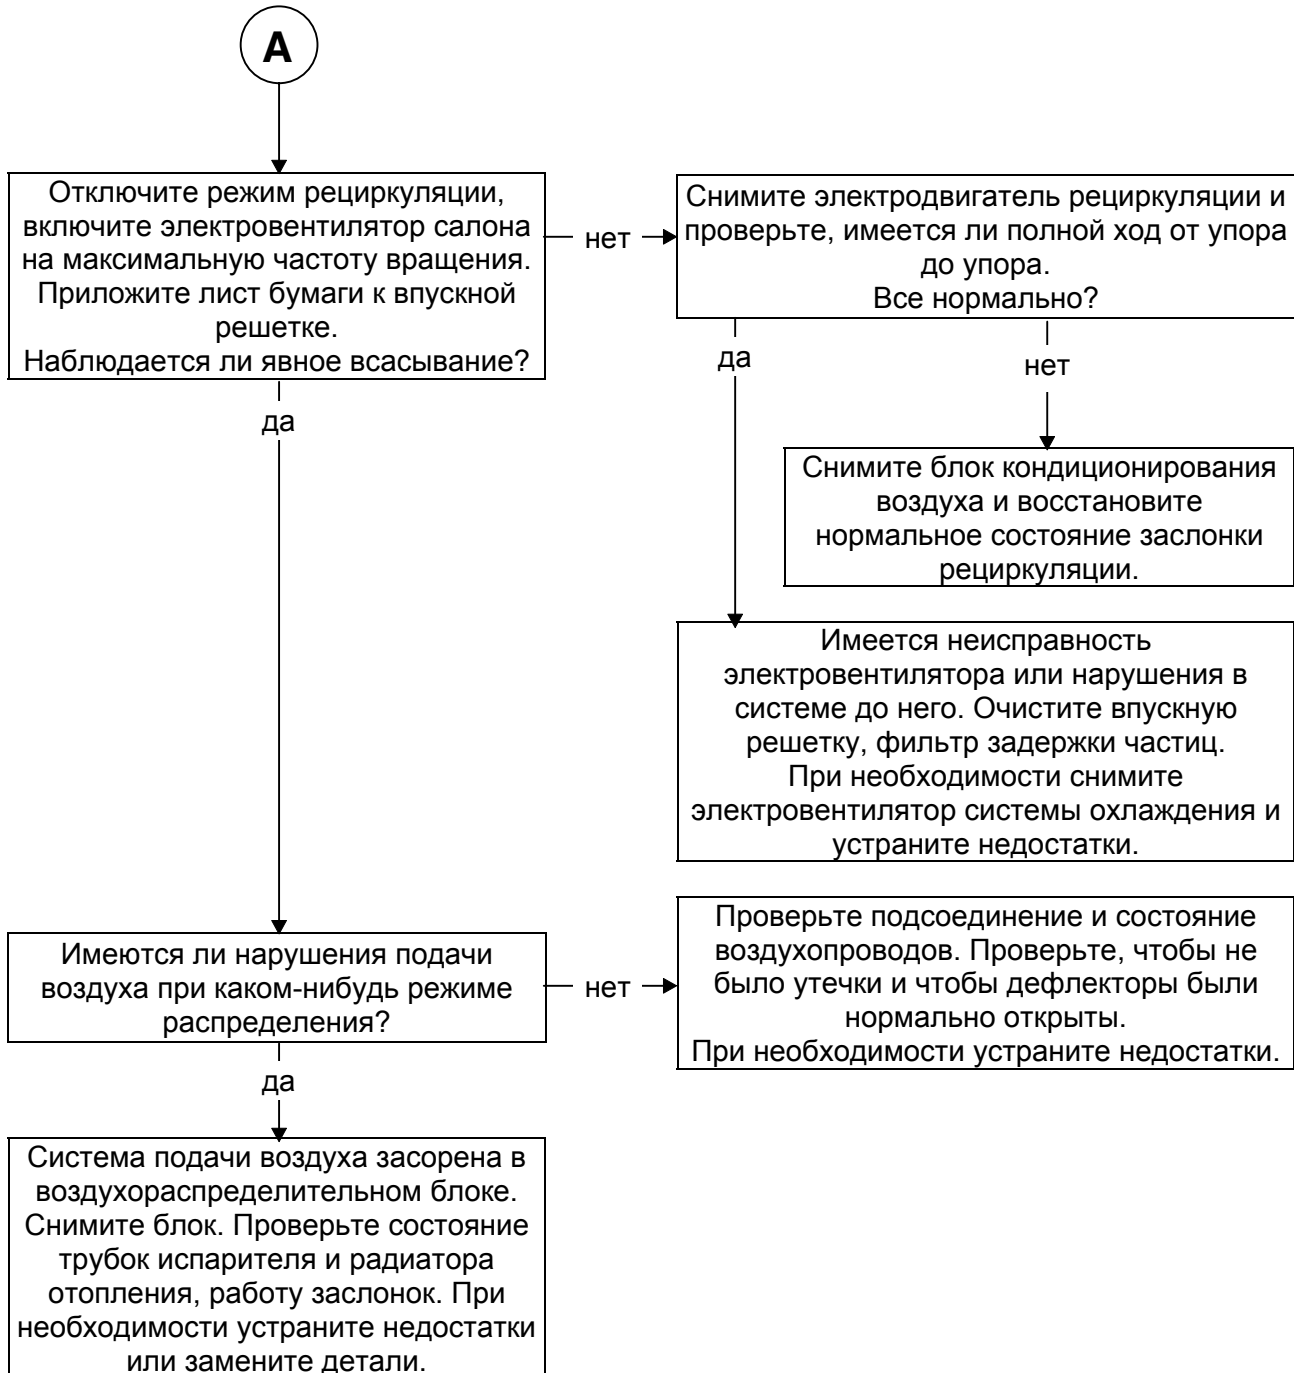 A
Отключите режим рециркуляции,
включите электровентилятор салона
на максимальную частоту вращения.
Приложите лист бумаги к впускной
решетке.
Наблюдается ли явное всасывание?
нет
Снимите электродвигатель рециркуляции и
проверьте, имеется ли полной ход от упора
до упора.
Все нормально?
да
нет
да
Снимите блок кондиционирования
воздуха и восстановите
нормальное состояние заслонки
рециркуляции.
Имеется неисправность
электровентилятора или нарушения в
системе до него. Очистите впускную
решетку, фильтр задержки частиц.
При необходимости снимите
электровентилятор системы охлаждения и
устраните недостатки.
Имеются ли нарушения подачи
воздуха при каком-нибудь режиме
распределения?
нет
Проверьте подсоединение и состояние
воздухопроводов. Проверьте, чтобы не
было утечки и чтобы дефлекторы были
нормально открыты.
При необходимости устраните недостатки.
да
Система подачи воздуха засорена в
воздухораспределительном блоке.
Снимите блок. Проверьте состояние
трубок испарителя и радиатора
отопления, работу заслонок. При
необходимости устраните недостатки
или замените детали.